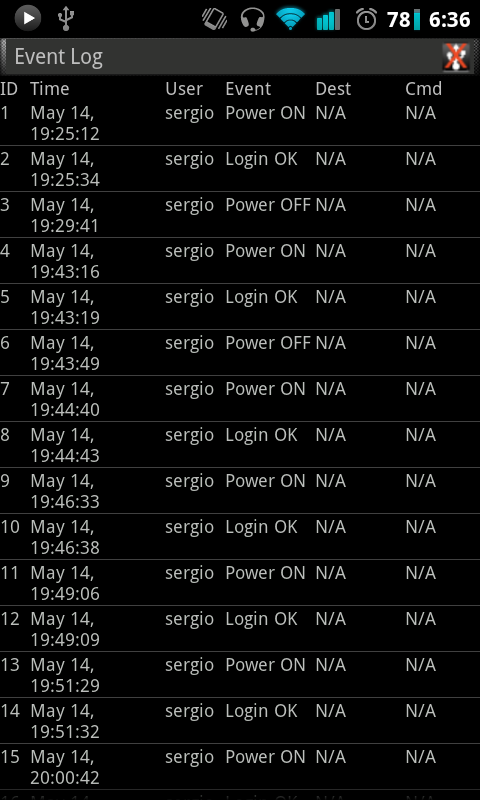 78 6:36
Event Log
ID Time User Event Dest Cmd
1 May 14, sergio Power ON N/A N/A
19:25:12
2 May 14, sergio Login OK N/A N/A
19:25:34
3 May 14, sergio Power OFF N/A N/A
19:29:41
4 May 14, sergio Power ON N/A N/A
19:43:16
5 May 14, sergio Login OK N/A N/A
19:43:19
6 May 14, sergio Power OFF N/A N/A
19:43:49
7 May 14, sergio Power ON N/A N/A
19:44:40
8 May 14, sergio Login OK N/A N/A
19:44:43
9 May 14, sergio Power ON N/A N/A
19:46:33
10 May 14, sergio Login OK N/A N/A
19:46:38
11 May 14, sergio Power ON N/A N/A
19:49:06
12 May 14, sergio Login OK N/A N/A
19:49:09
13 May 14, sergio Power ON N/A N/A
19:51:29
14 May 14, sergio Login OK N/A N/A
19:51:32
15 May 14, sergio Power ON N/A N/A
20:00:42